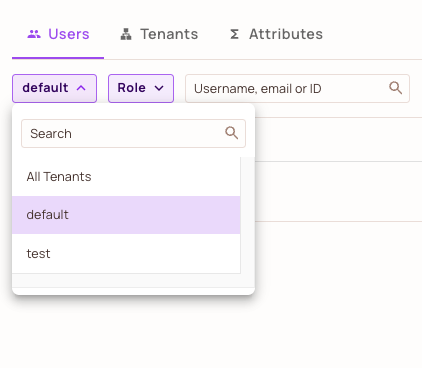 Users Tenants Σ Attributes
default Role Username, email or ID
Search
All Tenants
default
test